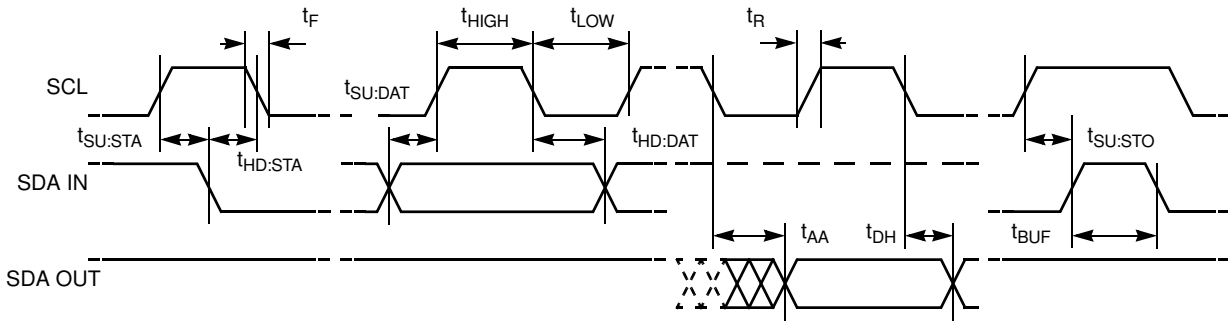 tF
tHIGH
tLOW
tR
SCL
tSU:DAT
tSU:STA
tHD:STA
tHD:DAT
tSU:STO
SDA IN
tAA
tDH
tBUF
SDA OUT